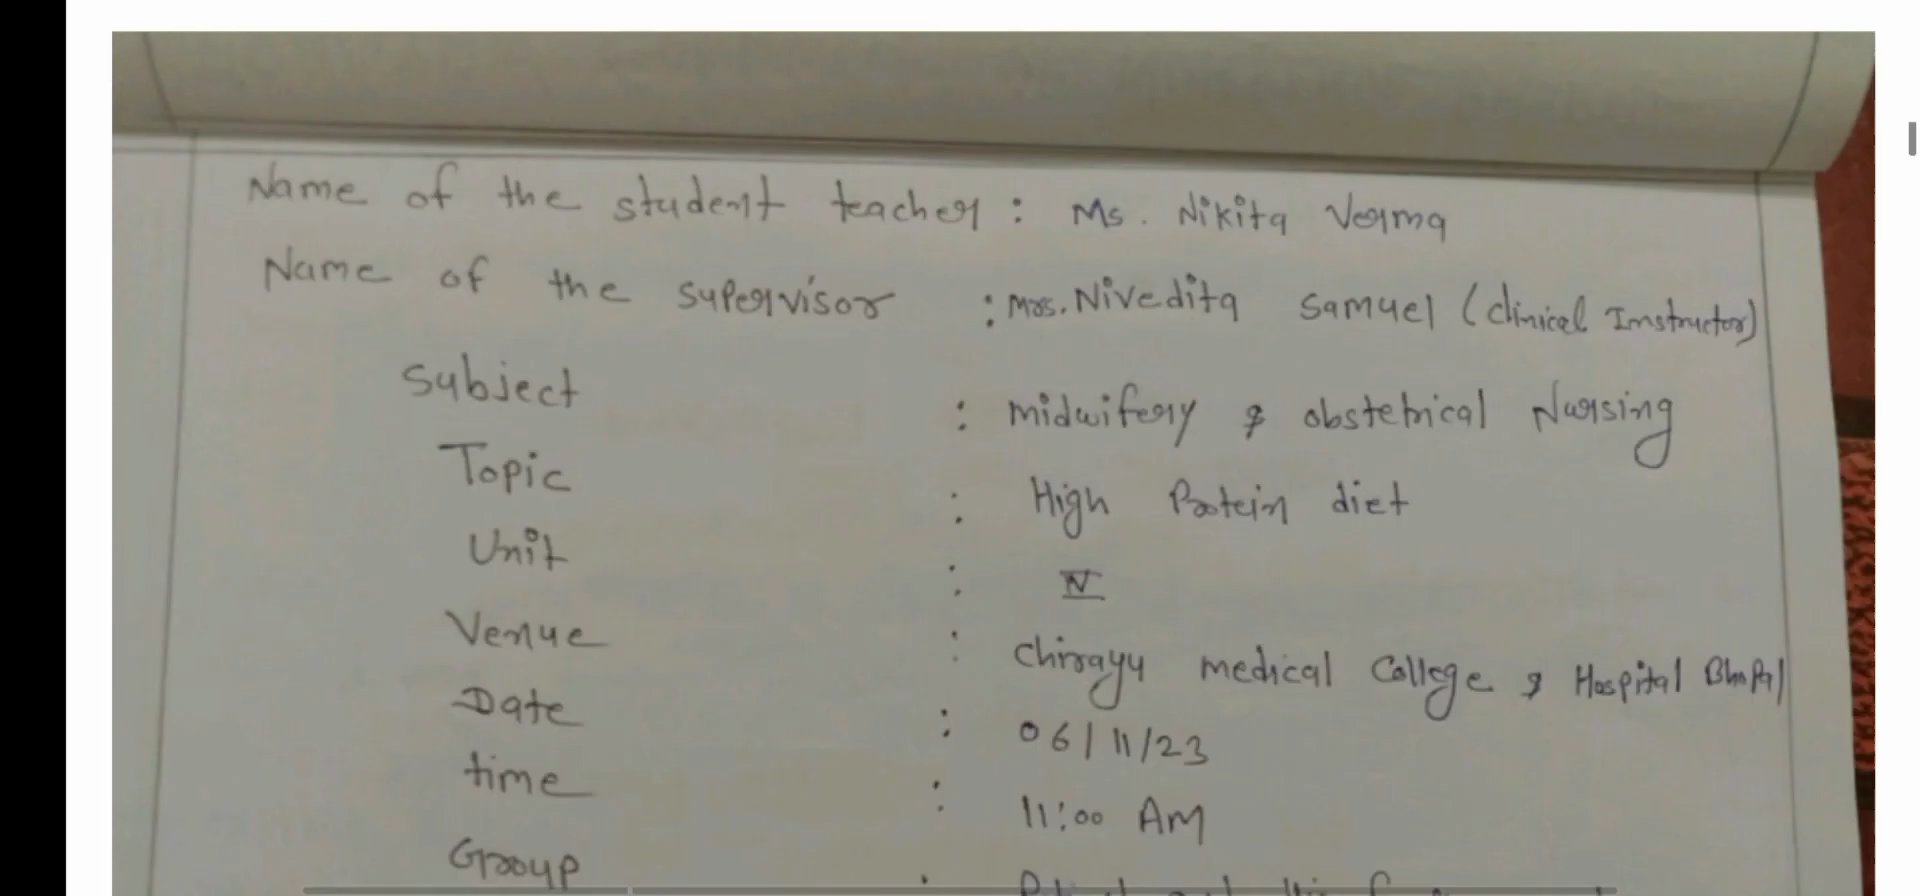 Name of the student teacher : Ms. Nikita Verma
Name of the supervisor : Mrs. Nivedita Samuel (Clinical Instructor)
Subject : midwifery & obstetrical Nursing
Topic : High Protein diet
Unit : IV
Venue : Chirayu medical College & Hospital Bhopal
Date : 06/11/23
time : 11:00 AM
Group :